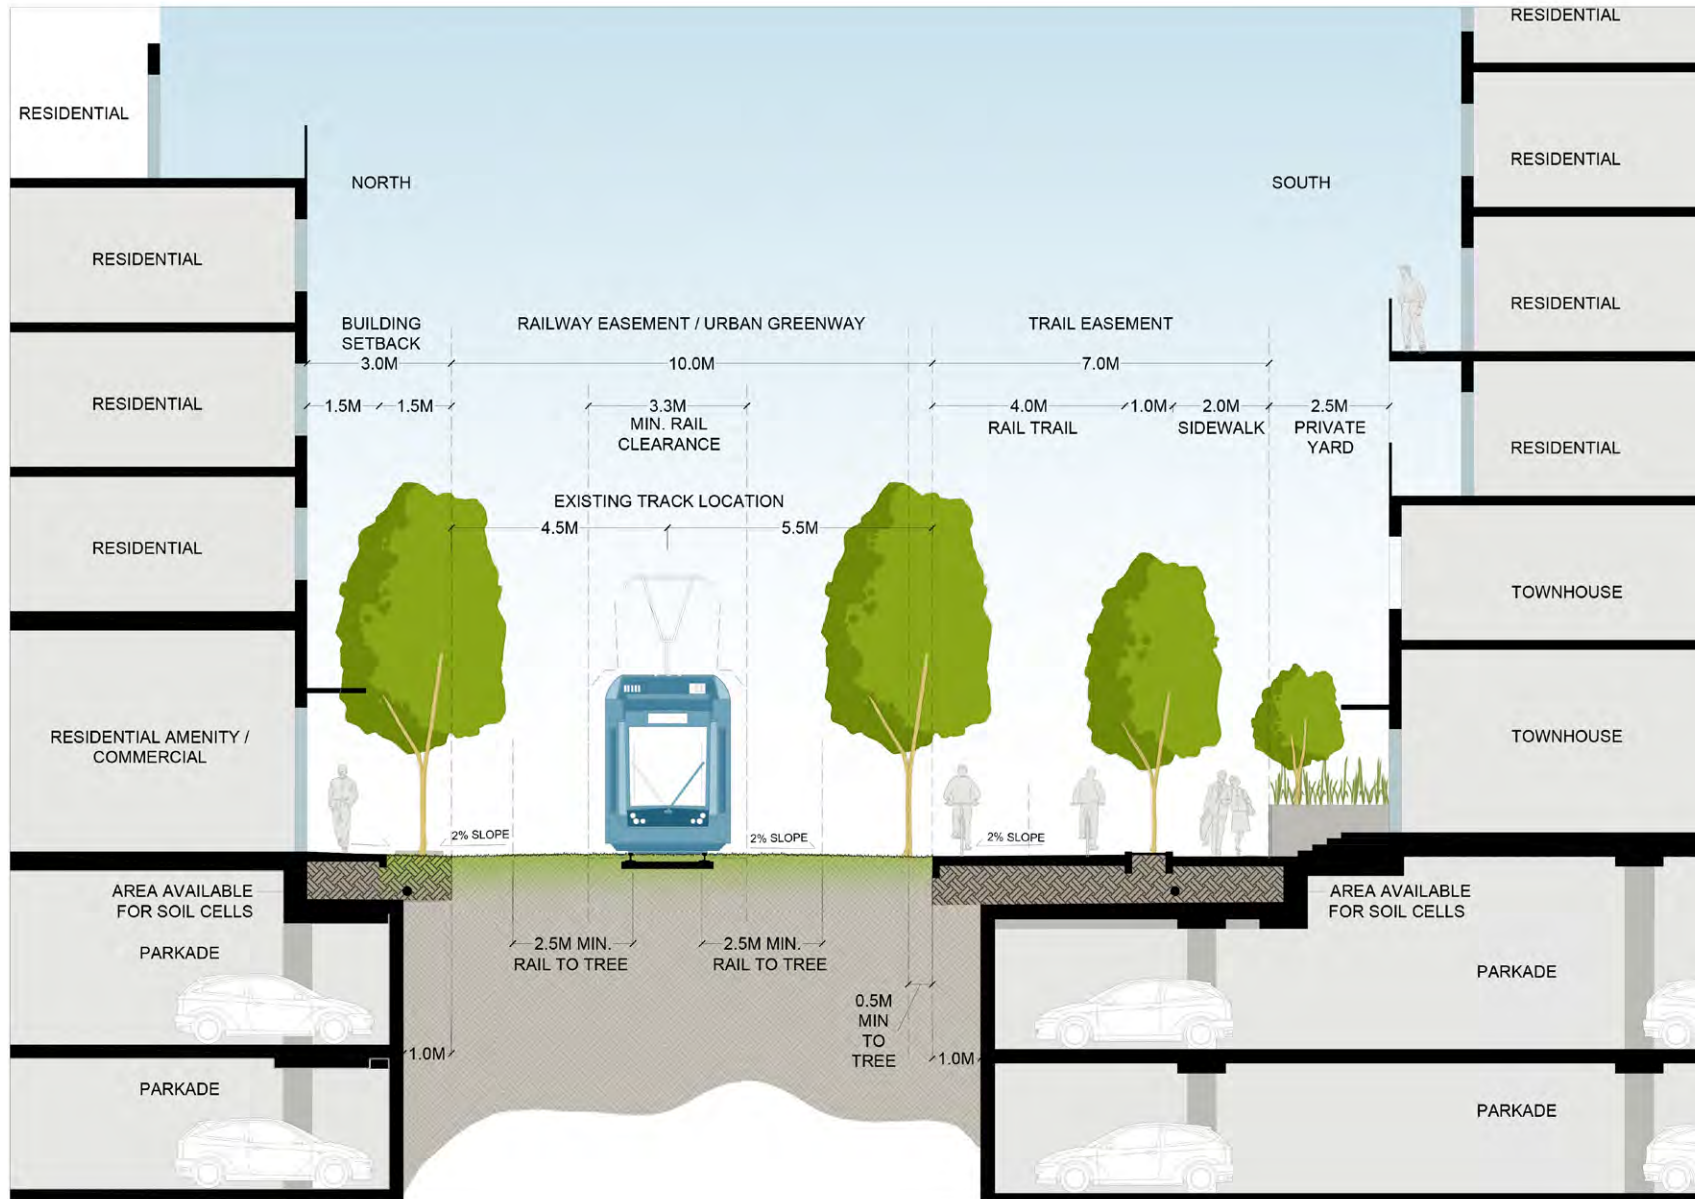 RESIDENTIAL
RESIDENTIAL
NORTH
SOUTH
RESIDENTIAL
RESIDENTIAL
RESIDENTIAL
RESIDENTIAL
BUILDING
SETBACK
3.0M
RAILWAY EASEMENT / URBAN GREENWAY
10.0M
TRAIL EASEMENT
7.0M
RESIDENTIAL
1.5M
1.5M
3.3M
MIN. RAIL
CLEARANCE
4.0M
RAIL TRAIL
1.0M
2.0M
SIDEWALK
2.5M
PRIVATE
YARD
RESIDENTIAL
EXISTING TRACK LOCATION
4.5M
5.5M
RESIDENTIAL
TOWNHOUSE
RESIDENTIAL AMENITY /
COMMERCIAL
TOWNHOUSE
2% SLOPE
2% SLOPE
2% SLOPE
AREA AVAILABLE
FOR SOIL CELLS
AREA AVAILABLE
FOR SOIL CELLS
PARKADE
2.5M MIN.
RAIL TO TREE
2.5M MIN.
RAIL TO TREE
PARKADE
0.5M
MIN
TO
TREE
1.0M
1.0M
PARKADE
PARKADE